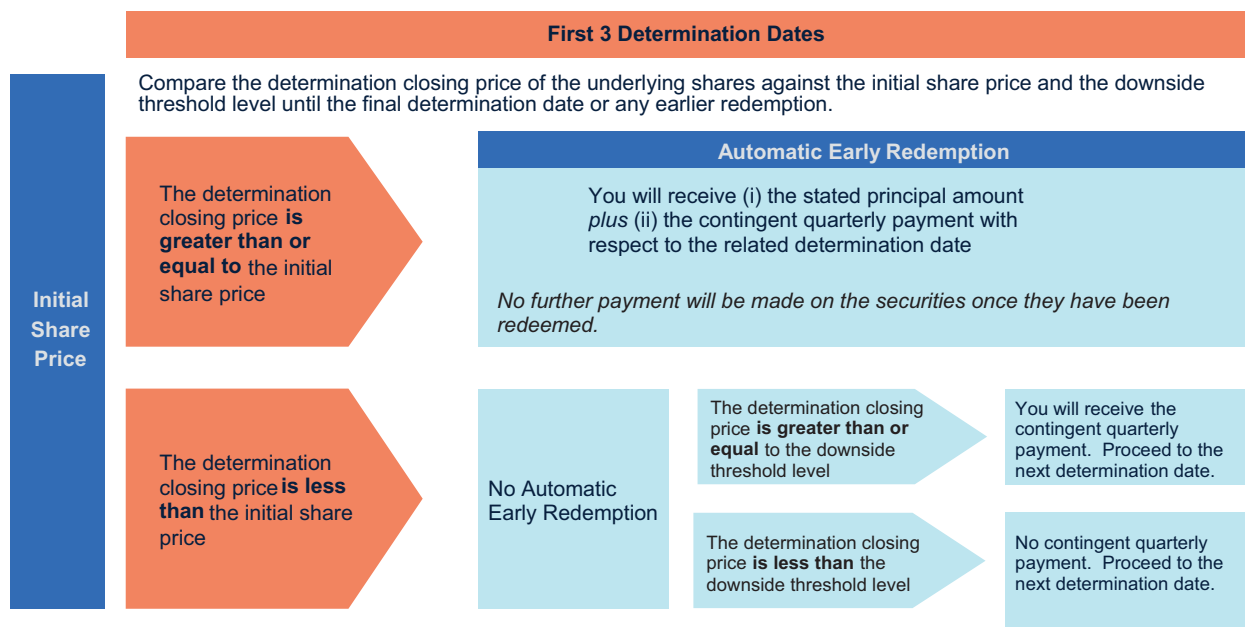 First 3 Determination Dates
Compare the determination closing price of the underlying shares against the initial share price and the downside
threshold level until the final determination date or any earlier redemption.
Initial
Share
Price
The determination
closing price is
greater than or
equal to the initial
share price
Automatic Early Redemption
You will receive (i) the stated principal amount
plus (ii) the contingent quarterly payment with
respect to the related determination date
No further payment will be made on the securities once they have been
redeemed.
The determination
closing price is less
than the initial share
price
No Automatic
Early Redemption
The determination closing
price is greater than or
equal to the downside
threshold level
You will receive the
contingent quarterly
payment. Proceed to the
next determination date.
The determination closing
price is less than the
downside threshold level
No contingent quarterly
payment. Proceed to the
next determination date.